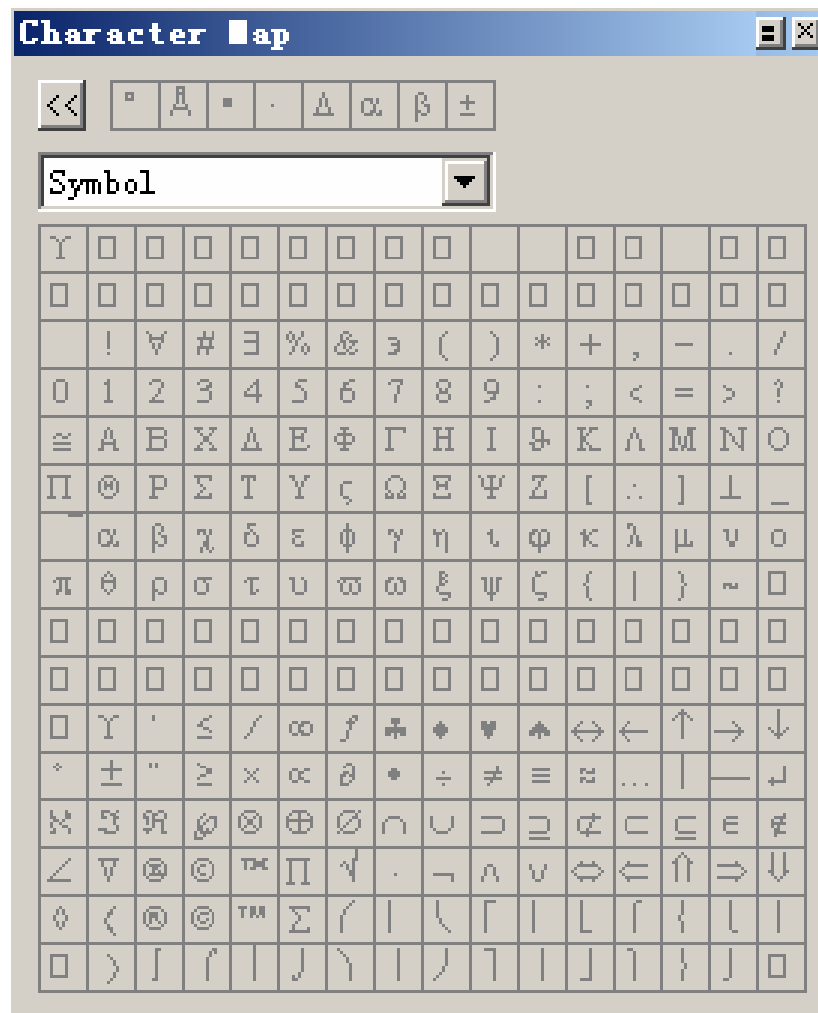 Character Map
<< ° Å ▪ · Δ α β ±
Symbol
ϒ □ □ □ □ □ □ □ □ □ □ □ □
□ □ □ □ □ □ □ □ □ □ □ □ □ □ □ □
! ∀ # ∃ % & ϶ ( ) * + , − . /
0 1 2 3 4 5 6 7 8 9 : ; < = > ?
≅ Α Β Χ Δ Ε Φ Γ Η Ι ϑ Κ Λ Μ Ν Ο
Π Θ Ρ Σ Τ Υ ς Ω Ξ Ψ Ζ [ ∴ ] ⊥ _
‾ α β χ δ ε ϕ γ η ι φ κ λ μ ν ο
π θ ρ σ τ υ ϖ ω ξ ψ ζ { | } ~ □
□ □ □ □ □ □ □ □ □ □ □ □ □ □ □ □
□ □ □ □ □ □ □ □ □ □ □ □ □ □ □ □
□ ϒ ′ ≤ / ∞ ƒ ♣ ♦ ♥ ♠ ↔ ← ↑ → ↓
° ± ″ ≥ × ∝ ∂ • ÷ ≠ ≡ ≈ … | — ↵
ℵ ℑ ℜ ℘ ⊗ ⊕ ∅ ∩ ∪ ⊃ ⊇ ⊄ ⊂ ⊆ ∈ ∉
∠ ∇ ® © ™ ∏ √ · ¬ ∧ ∨ ⇔ ⇐ ⇑ ⇒ ⇓
◊ 〈 ® © ™ ∑ ⎛ ⎜ ⎝ ⎡ ⎢ ⎣ ⎧ ⎨ ⎩ ⎪
□ 〉 ∫ ⌠ ⎮ ⌡ ⎞ ⎟ ⎠ ⎤ ⎥ ⎦ ⎫ ⎬ ⎭ □